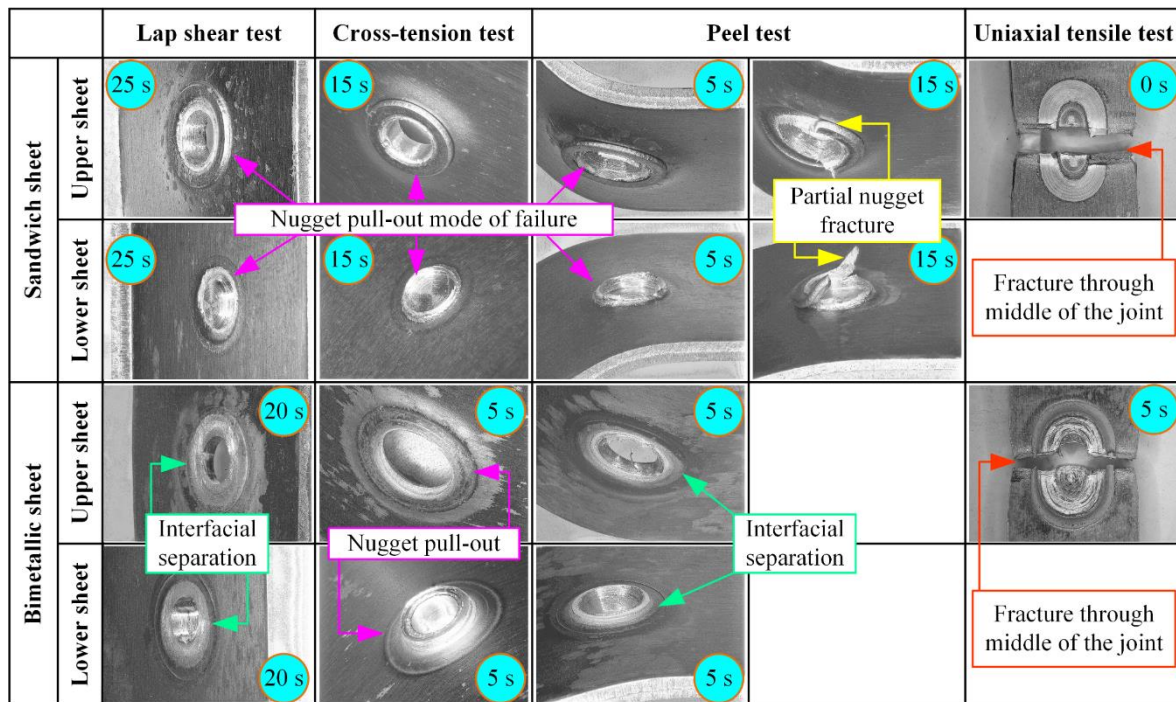 Lap shear test
Cross-tension test
Peel test
Uniaxial tensile test
Sandwich sheet
Upper sheet
25 s
15 s
5 s
15 s
0 s
Nugget pull-out mode of failure
Partial nugget
fracture
Lower sheet
25 s
15 s
5 s
15 s
Fracture through
middle of the joint
Bimetallic sheet
Upper sheet
20 s
5 s
5 s
5 s
Interfacial
separation
Nugget pull-out
Interfacial
separation
Lower sheet
20 s
5 s
5 s
Fracture through
middle of the joint